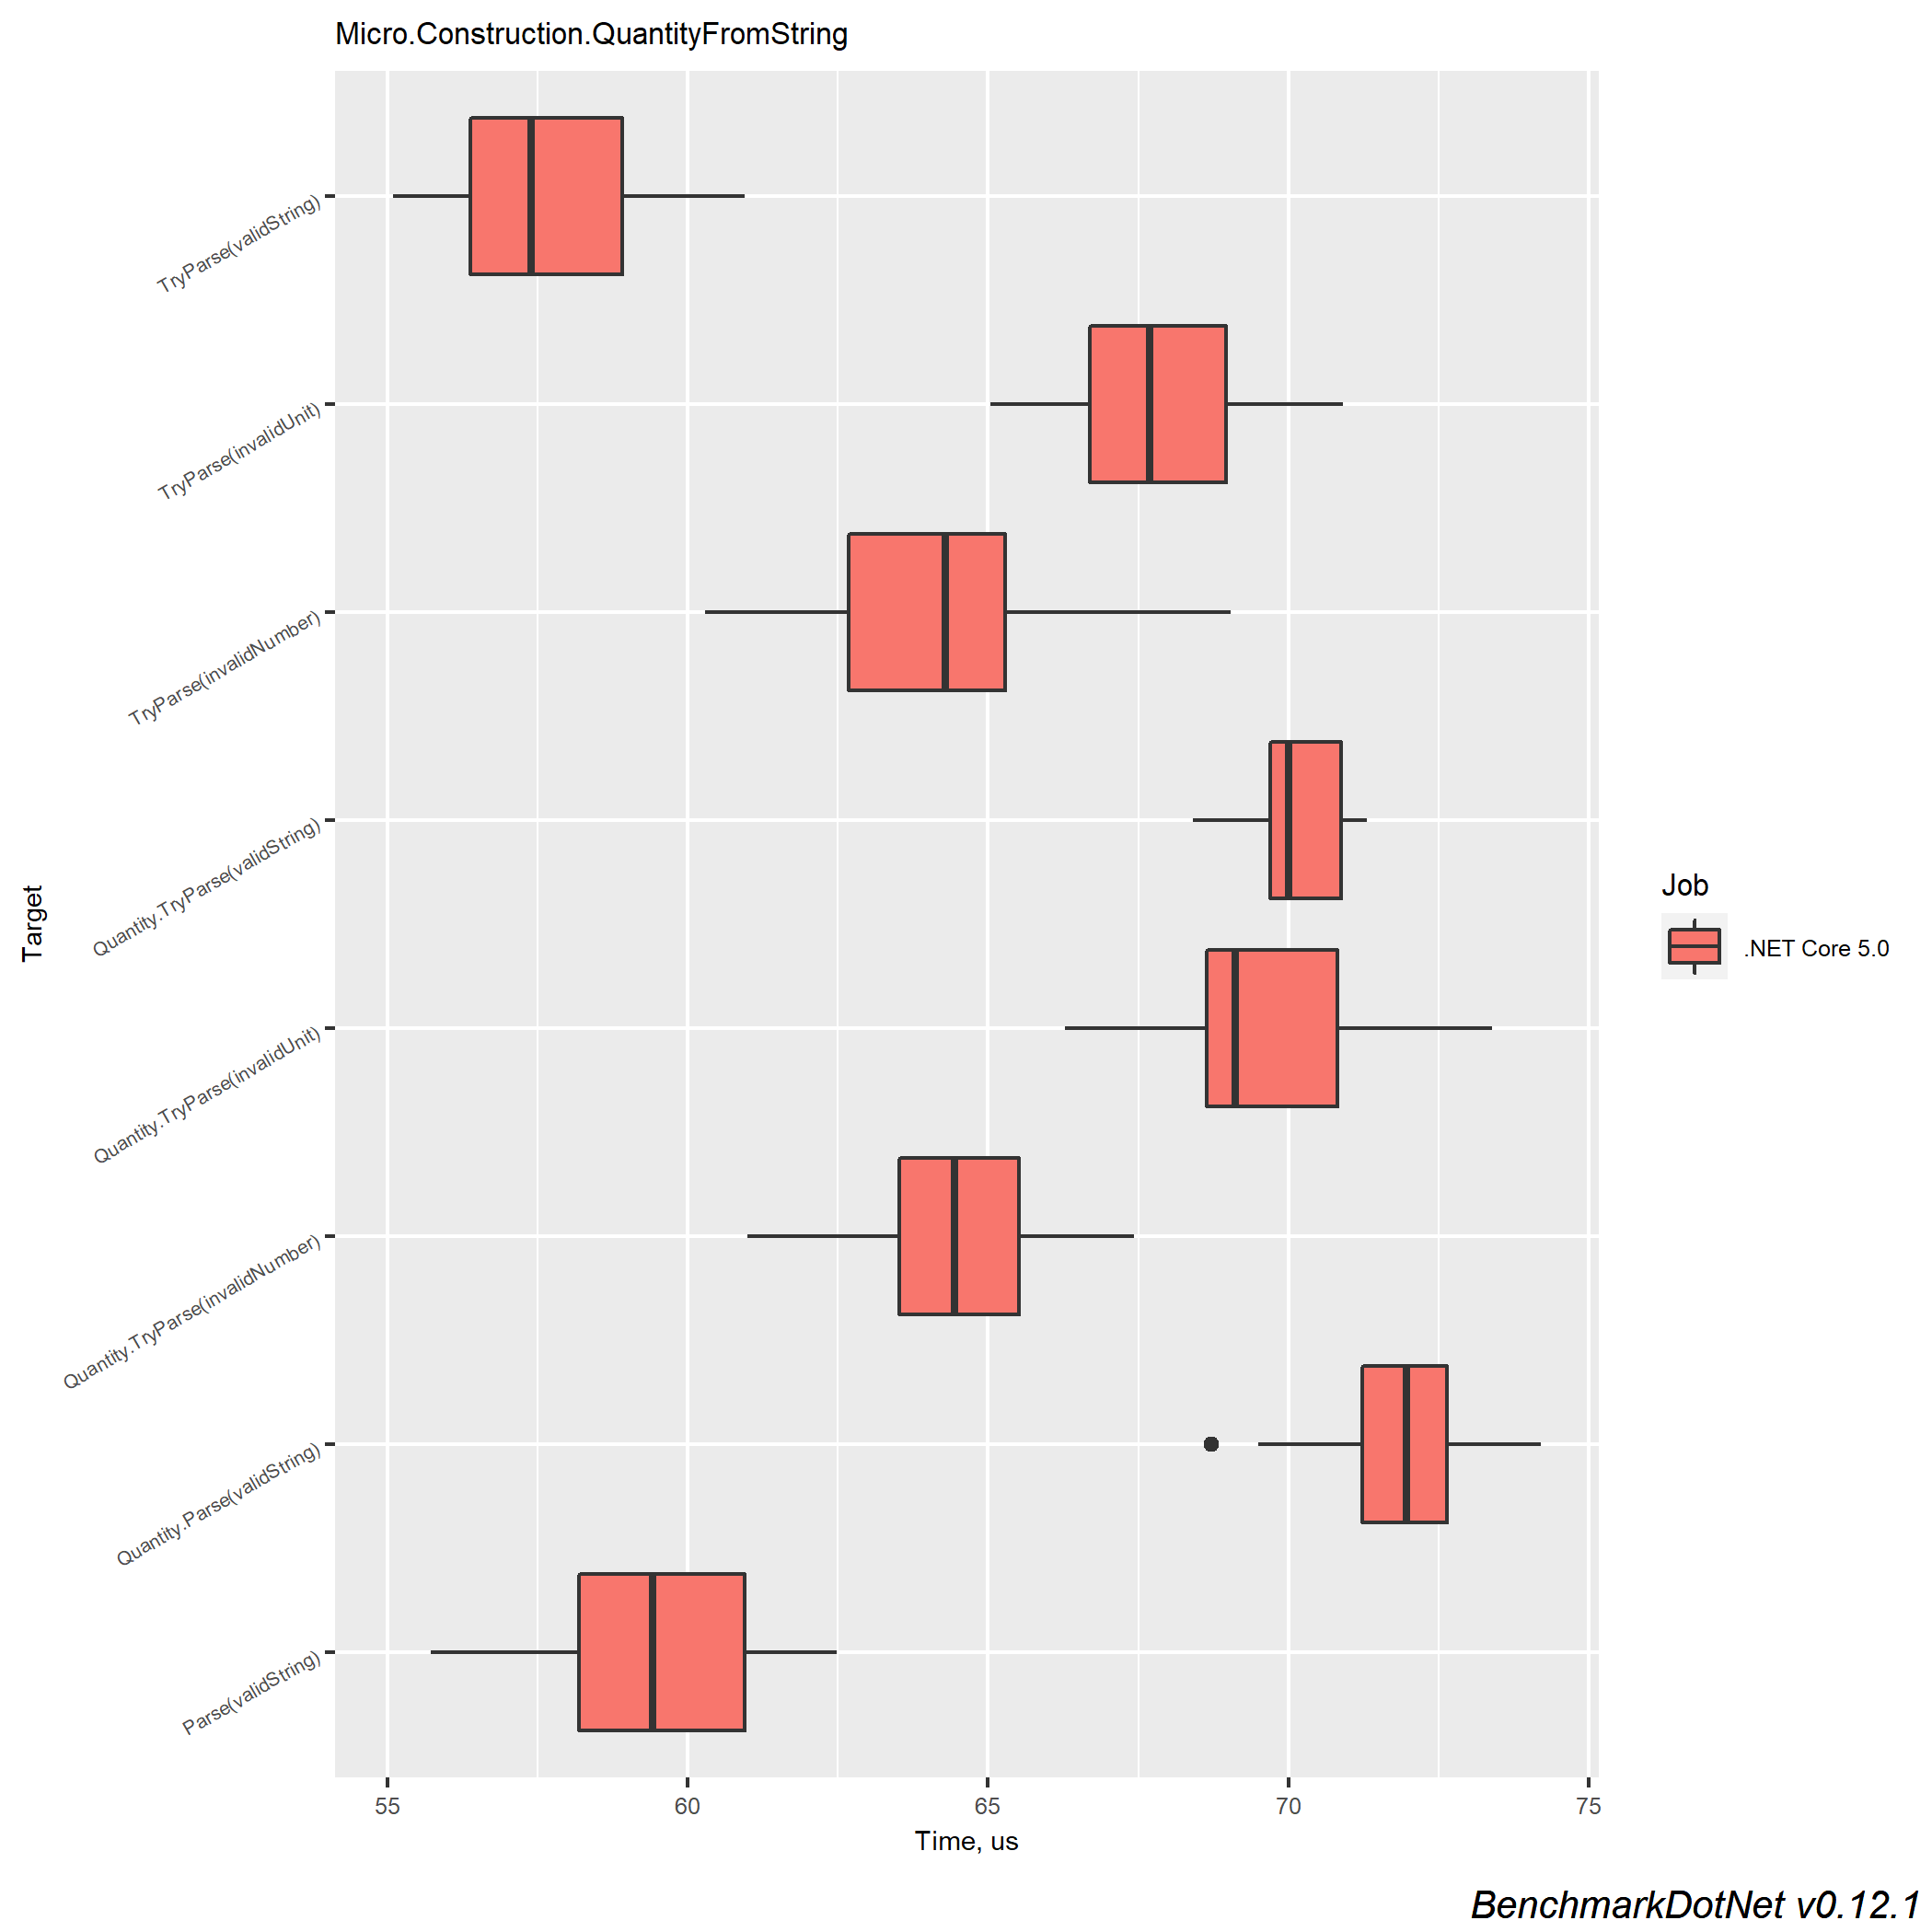 Micro.Construction.QuantityFromString
TryParse(validString)
TryParse(invalidUnit)
TryParse(invalidNumber)
Quantity.TryParse(validString)
Quantity.TryParse(invalidUnit)
Quantity.TryParse(invalidNumber)
Quantity.Parse(validString)
Parse(validString)
Target
55 60 65 70 75
Time, us
Job
.NET Core 5.0
BenchmarkDotNet v0.12.1